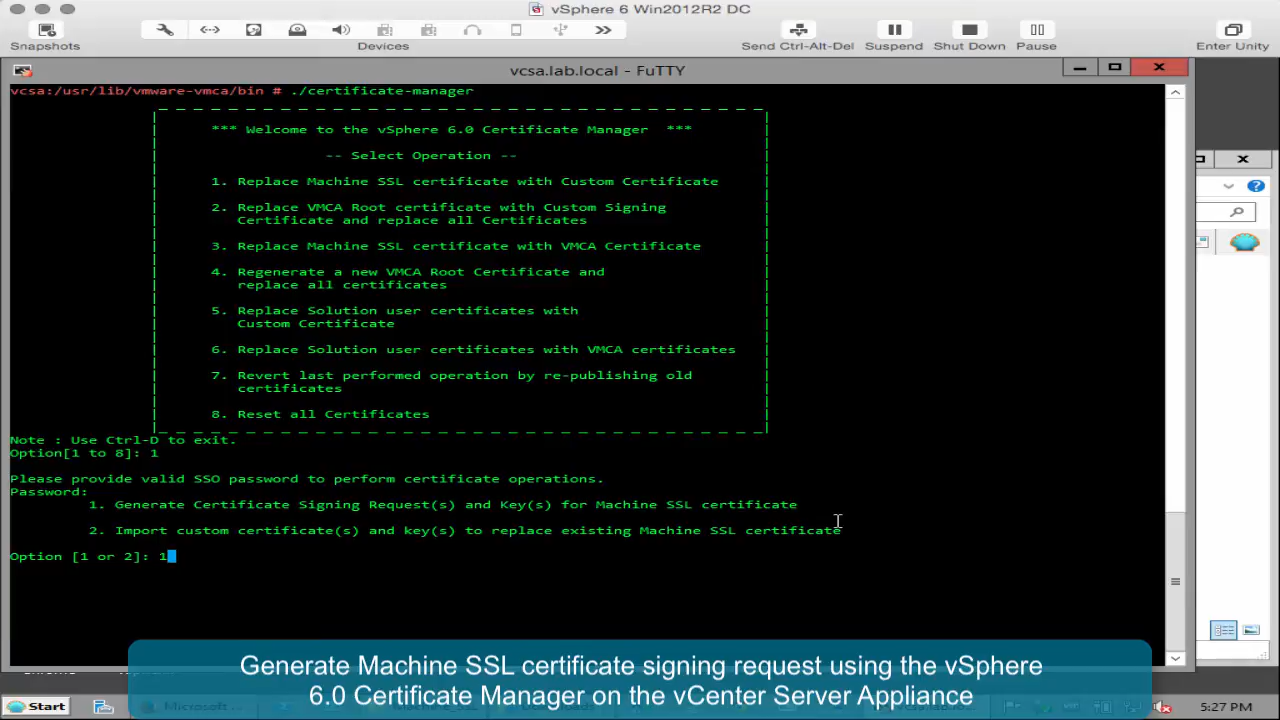 vSphere 6 Win2012R2 DC
Snapshots
Devices
Send Ctrl-Alt-Del
Suspend
Shut Down
Pause
Enter Unity
vcsa.lab.local - FuTTY
vcsa:/usr/lib/vmware-vmca/bin # ./certificate-manager
*** Welcome to the vSphere 6.0 Certificate Manager ***
-- Select Operation --
1. Replace Machine SSL certificate with Custom Certificate
2. Replace VMCA Root certificate with Custom Signing
Certificate and replace all Certificates
3. Replace Machine SSL certificate with VMCA Certificate
4. Regenerate a new VMCA Root Certificate and
replace all certificates
5. Replace Solution user certificates with
Custom Certificate
6. Replace Solution user certificates with VMCA certificates
7. Revert last performed operation by re-publishing old
certificates
8. Reset all Certificates
Note : Use Ctrl-D to exit.
Option[1 to 8]: 1
Please provide valid SSO password to perform certificate operations.
Password:
1. Generate Certificate Signing Request(s) and Key(s) for Machine SSL certificate
2. Import custom certificate(s) and key(s) to replace existing Machine SSL certificate
Option [1 or 2]: 1
Generate Machine SSL certificate signing request using the vSphere
6.0 Certificate Manager on the vCenter Server Appliance
Start
5:27 PM